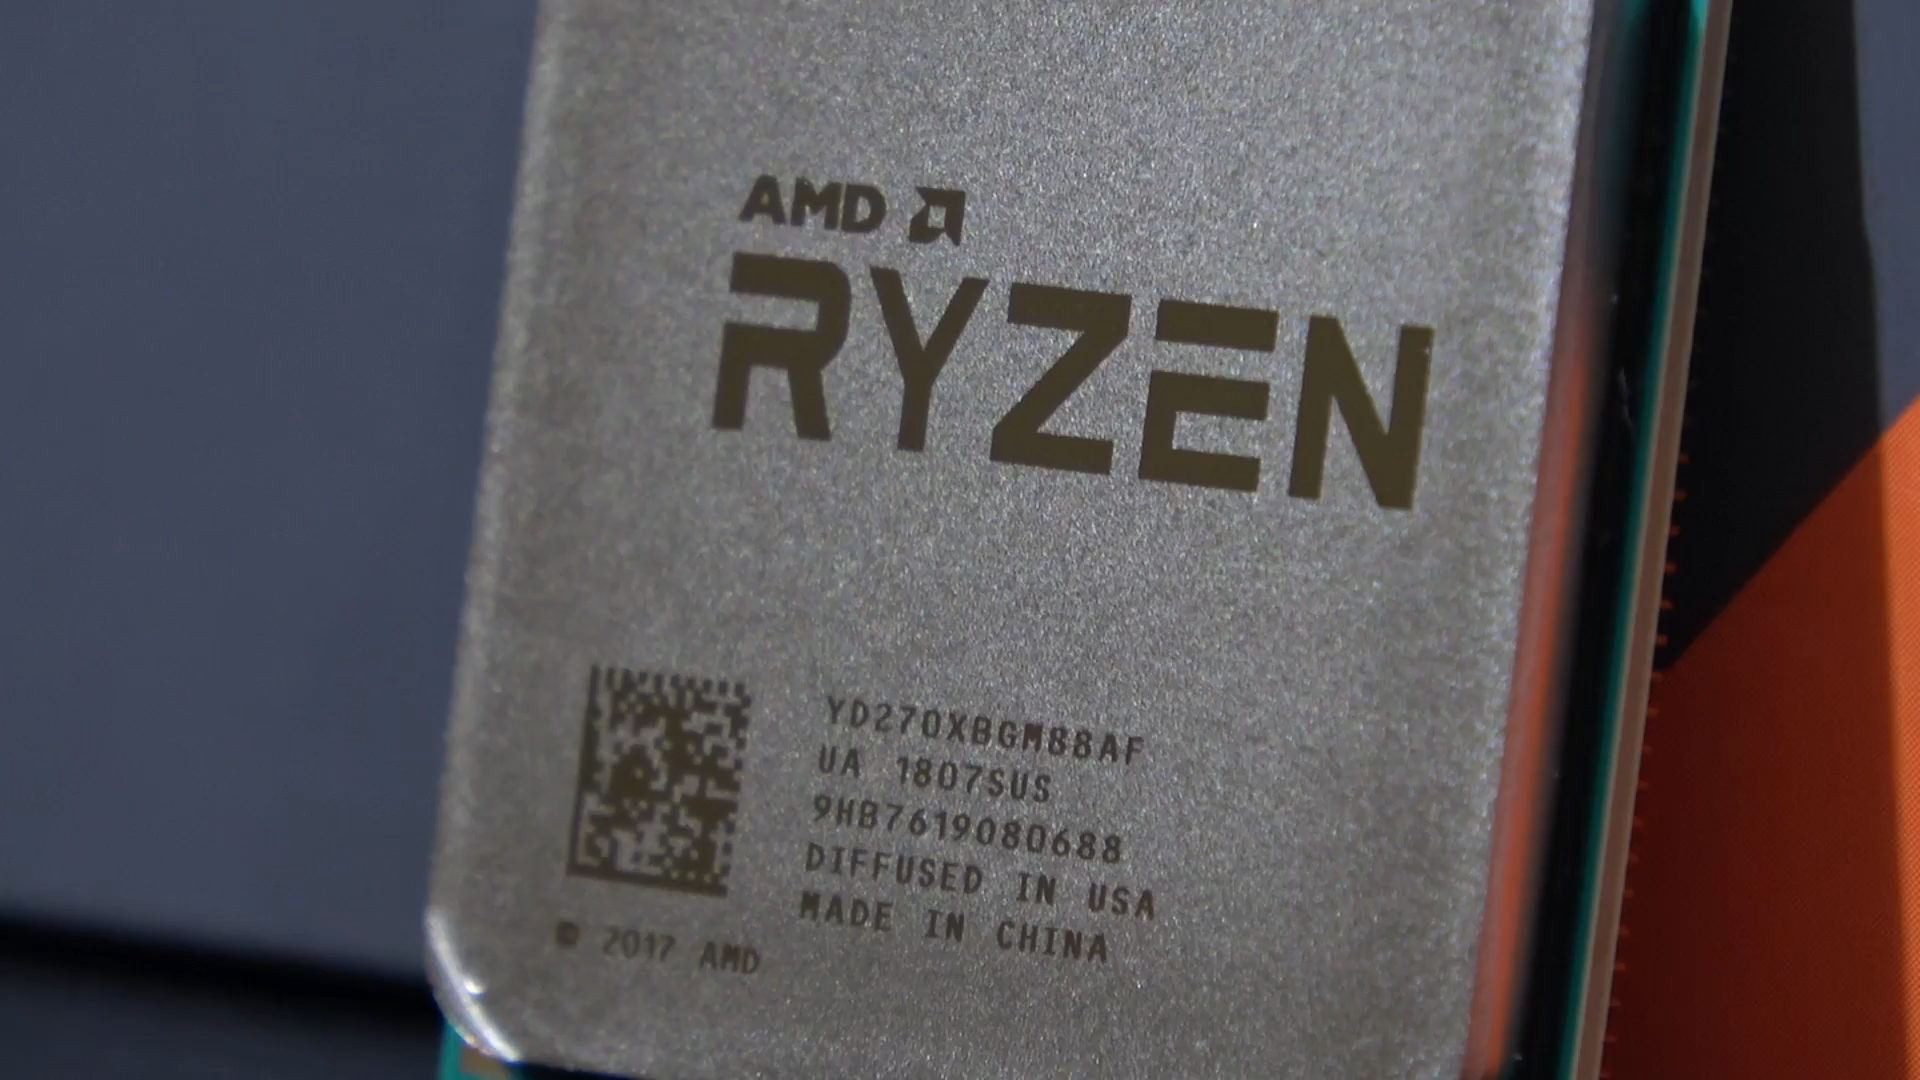 AMD
RYZEN
YD270XBGM88AF
UA 1807SUS
9HB7619080688
DIFFUSED IN USA
MADE IN CHINA
© 2017 AMD